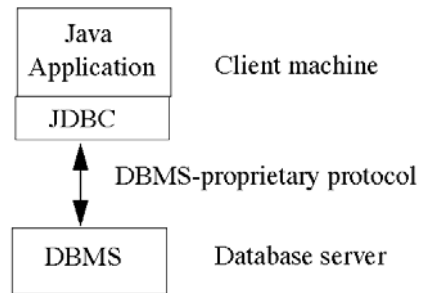 Java
Application
Client machine
JDBC
DBMS-proprietary protocol
DBMS
Database server